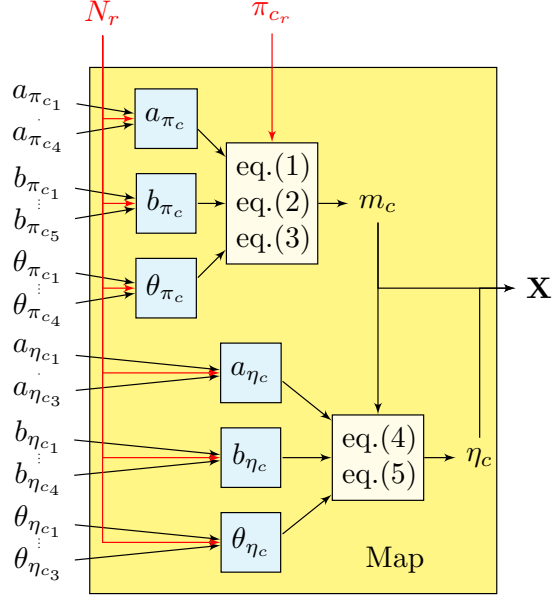 N_r π_{c_r}
a_{π_{c_1}}
a_{π_c}
a_{π_{c_4}}
eq.(1)
b_{π_{c_1}}
b_{π_c}
eq.(2)
m_c
b_{π_{c_5}}
eq.(3)
θ_{π_{c_1}}
θ_{π_c}
X
θ_{π_{c_4}}
a_{η_{c_1}}
a_{η_c}
a_{η_{c_3}}
b_{η_{c_1}}
eq.(4)
b_{η_c}
η_c
eq.(5)
b_{η_{c_4}}
θ_{η_{c_1}}
θ_{η_c}
Map
θ_{η_{c_3}}